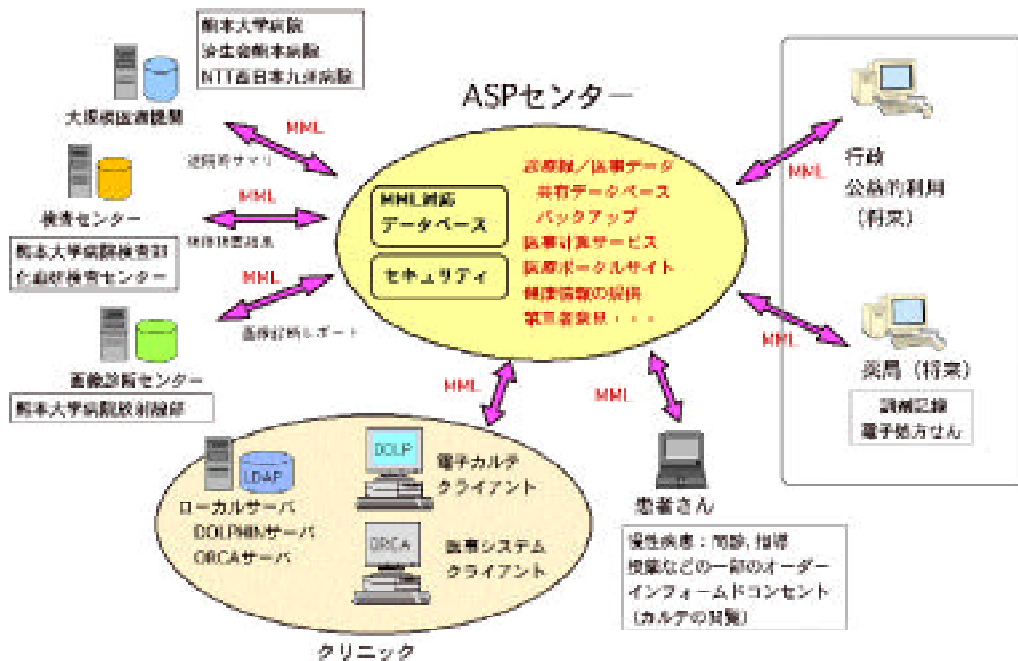 熊本大学病院
済生会熊本病院
NTT西日本九州病院
大規模医療機関
MML
退院時サマリ
検査センター
MML
検体検査結果
熊本大学病院検査部
化血研検査センター
MML
画像診断レポート
画像診断センター
熊本大学病院放射線部
ASPセンター
MML対応
データベース
セキュリティ
診療録／医事データ
共有データベース
バックアップ
医事計算サービス
医療ポータルサイト
健康情報の提供
第三者意見・・・
MML
行政
公益的利用
（将来）
MML
薬局（将来）
調剤記録
電子処方せん
MML
LDAP
ローカルサーバ
DOLPHINサーバ
ORCAサーバ
DOLP
電子カルテ
クライアント
ORCA
医事システム
クライアント
クリニック
MML
患者さん
慢性疾患：問診, 指導
投薬などの一部のオーダー
インフォームドコンセント
（カルテの閲覧）